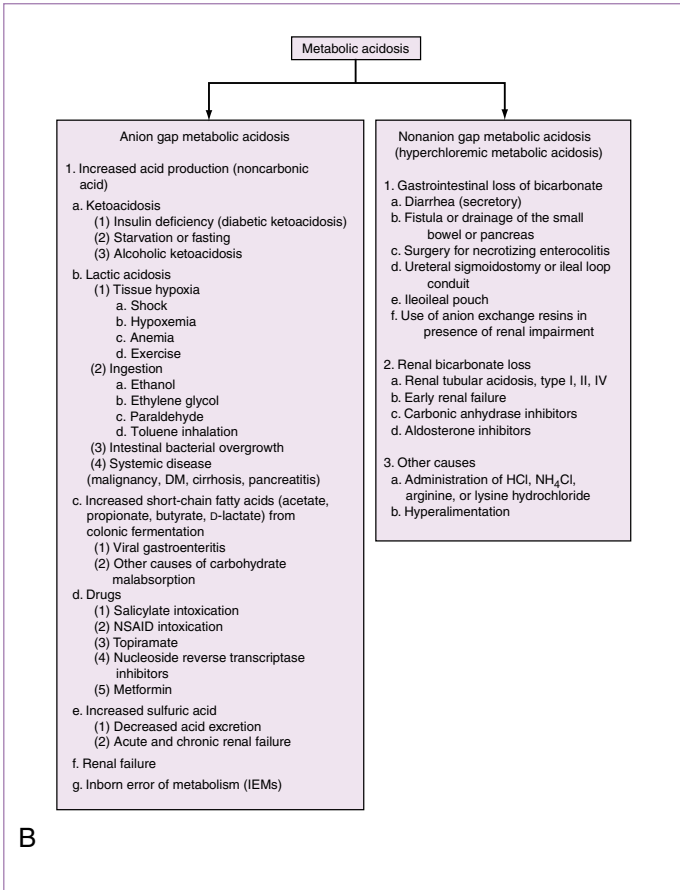 Metabolic acidosis
Anion gap metabolic acidosis
1. Increased acid production (noncarbonic
acid)
a. Ketoacidosis
(1) Insulin deficiency (diabetic ketoacidosis)
(2) Starvation or fasting
(3) Alcoholic ketoacidosis
b. Lactic acidosis
(1) Tissue hypoxia
a. Shock
b. Hypoxemia
c. Anemia
d. Exercise
(2) Ingestion
a. Ethanol
b. Ethylene glycol
c. Paraldehyde
d. Toluene inhalation
(3) Intestinal bacterial overgrowth
(4) Systemic disease
(malignancy, DM, cirrhosis, pancreatitis)
c. Increased short-chain fatty acids (acetate,
propionate, butyrate, D-lactate) from
colonic fermentation
(1) Viral gastroenteritis
(2) Other causes of carbohydrate
malabsorption
d. Drugs
(1) Salicylate intoxication
(2) NSAID intoxication
(3) Topiramate
(4) Nucleoside reverse transcriptase
inhibitors
(5) Metformin
e. Increased sulfuric acid
(1) Decreased acid excretion
(2) Acute and chronic renal failure
f. Renal failure
g. Inborn error of metabolism (IEMs)
Nonanion gap metabolic acidosis
(hyperchloremic metabolic acidosis)
1. Gastrointestinal loss of bicarbonate
a. Diarrhea (secretory)
b. Fistula or drainage of the small
bowel or pancreas
c. Surgery for necrotizing enterocolitis
d. Ureteral sigmoidostomy or ileal loop
conduit
e. Ileoileal pouch
f. Use of anion exchange resins in
presence of renal impairment
2. Renal bicarbonate loss
a. Renal tubular acidosis, type I, II, IV
b. Early renal failure
c. Carbonic anhydrase inhibitors
d. Aldosterone inhibitors
3. Other causes
a. Administration of HCl, NH₄Cl,
arginine, or lysine hydrochloride
b. Hyperalimentation
B